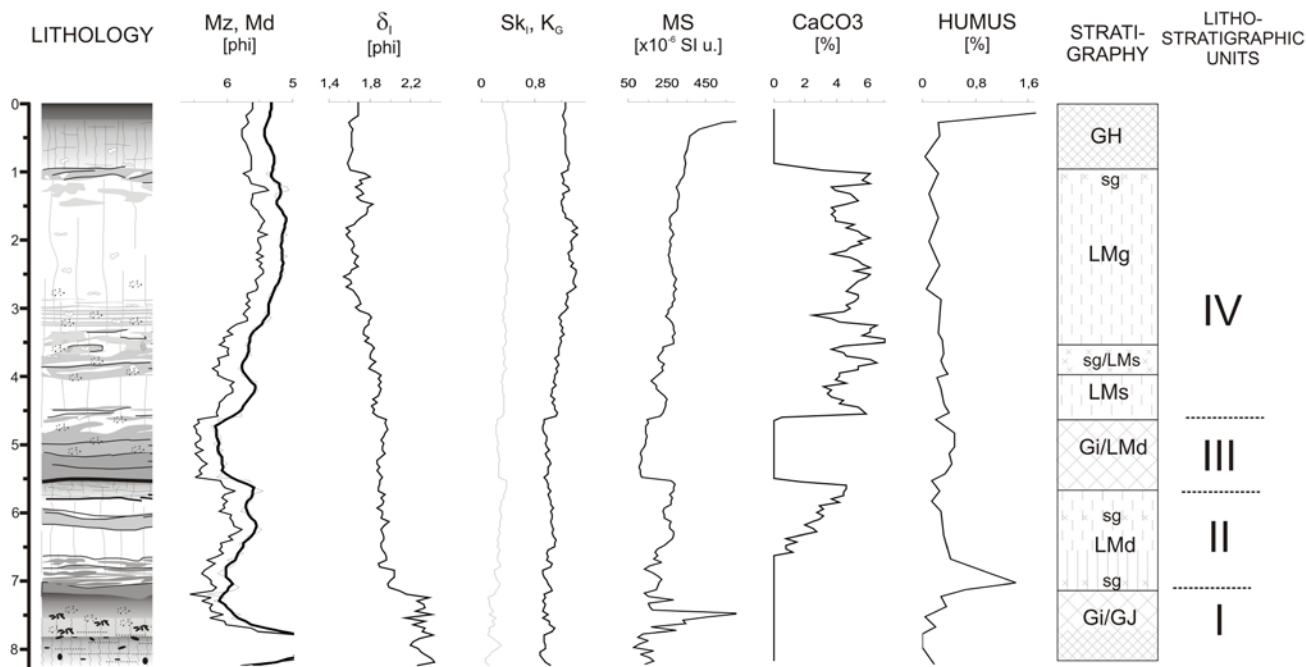 LITHOLOGY
Mz, Md
[phi]
δI
[phi]
SkI, KG
MS
[x10-6 SI u.]
CaCO3
[%]
HUMUS
[%]
STRATI-
GRAPHY
LITHO-
STRATIGRAPHIC
UNITS
6 5
1,4 1,8 2,2
0 0,8
50 250 450
0 2 4 6
0 0,8 1,6
0
1
2
3
4
5
6
7
8
GH
sg
LMg
sg/LMs
LMs
Gi/LMd
sg
LMd
sg
Gi/GJ
IV
III
II
I